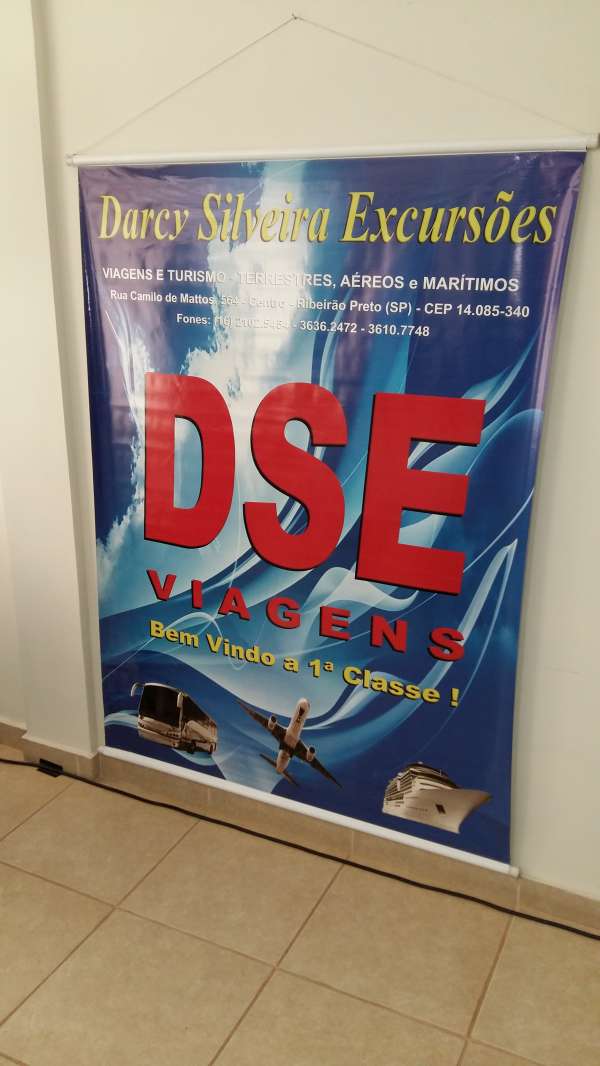 Darcy Silveira Excursões
VIAGENS E TURISMO - TERRESTRES, AÉREOS e MARÍTIMOS
Rua Camilo de Mattos, 564 - Centro - Ribeirão Preto (SP) - CEP 14.085-340
Fones: (16) - 3636.2472 - 3610.7748
DSE
VIAGENS
Bem Vindo a 1ª Classe !